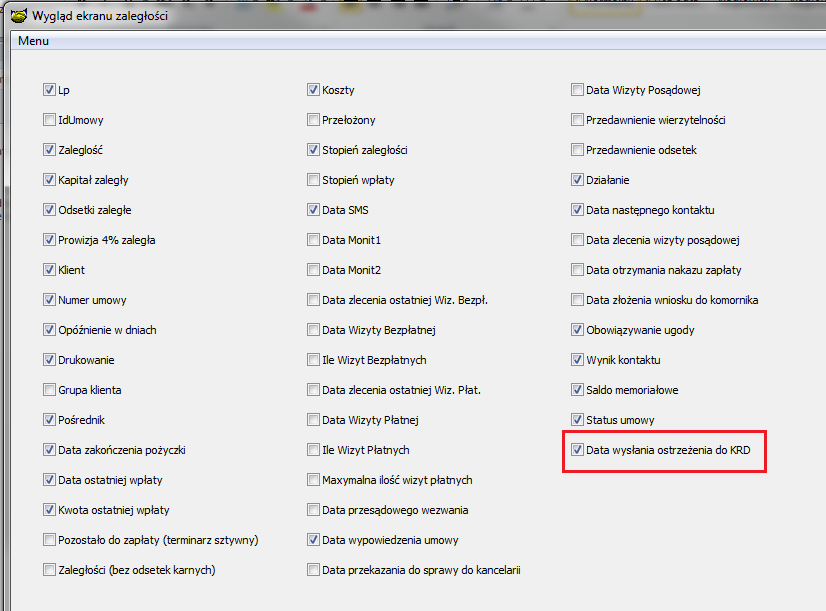 Wygląd ekranu zaległości
Menu
Lp
IdUmowy
Zaległość
Kapitał zaległy
Odsetki zaległe
Prowizja 4% zaległa
Klient
Numer umowy
Opóźnienie w dniach
Drukowanie
Grupa klienta
Pośrednik
Data zakończenia pożyczki
Data ostatniej wpłaty
Kwota ostatniej wpłaty
Pozostało do zapłaty (terminarz sztywny)
Zaległości (bez odsetek karnych)
Koszty
Przełożony
Stopień zaległości
Stopień wpłaty
Data SMS
Data Monit1
Data Monit2
Data zlecenia ostatniej Wiz. Bezpł.
Data Wizyty Bezpłatnej
Ile Wizyt Bezpłatnych
Data zlecenia ostatniej Wiz. Płat.
Data Wizyty Płatnej
Ile Wizyt Płatnych
Maxymalna ilość wizyt płatnych
Data przesądowego wezwania
Data wypowiedzenia umowy
Data przekazania do sprawy do kancelarii
Data Wizyty Posądowej
Przedawnienie wierzytelności
Przedawnienie odsetek
Działanie
Data następnego kontaktu
Data zlecenia wizyty posądowej
Data otrzymania nakazu zapłaty
Data złożenia wniosku do komornika
Obowiązywanie ugody
Wynik kontaktu
Saldo memoriałowe
Status umowy
Data wysłania ostrzeżenia do KRD